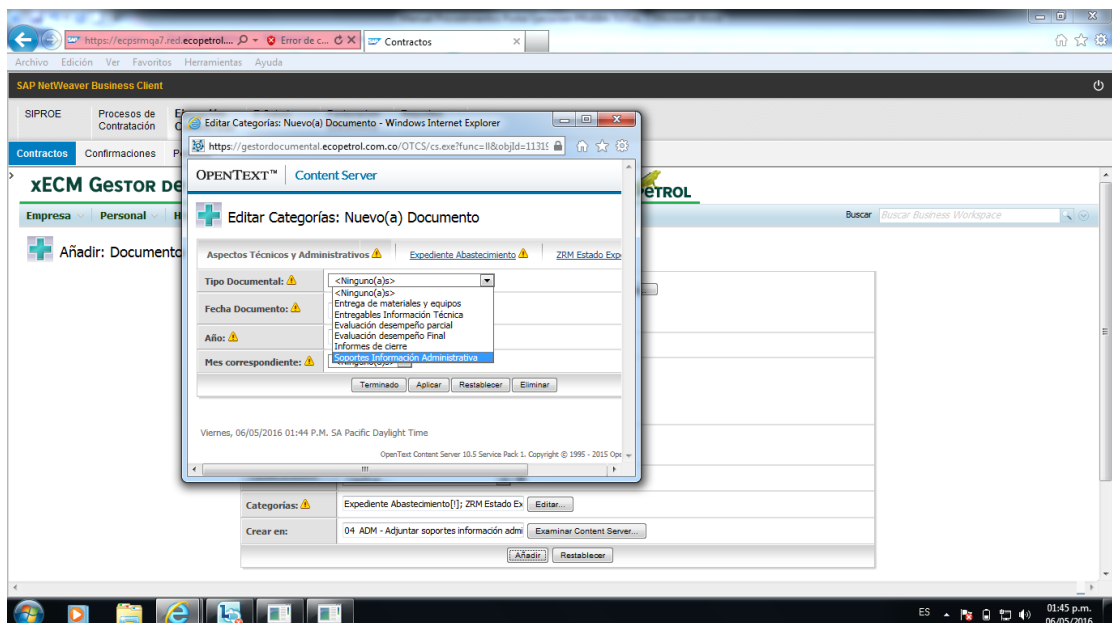 https://ecpsrmqa7.red.ecopetrol....
Error de c...
Contractos
Archivo Edición Ver Favoritos Herramientas Ayuda
SAP NetWeaver Business Client
SIPROE
Procesos de
Contratación
Contractos
Confirmaciones
xECM GESTOR DE
PETROL
Empresa
Personal
Buscar
Buscar Business Workspace
Añadir: Documento
Editar Categorías: Nuevo(a) Documento - Windows Internet Explorer
https://gestordocumental.ecopetrol.com.co/OTCS/cs.exe?func=ll&objId=11319
OPENTEXT™ Content Server
Editar Categorías: Nuevo(a) Documento
Aspectos Técnicos y Administrativos
Expediente Abastecimiento
ZRM Estado Exp
Tipo Documental:
<Ninguno(a)s>
<Ninguno(a)s>
Entrega de materiales y equipos
Fecha Documento:
Entregables Información Técnica
Evaluación desempeño parcial
Año:
Evaluación desempeño Final
Informes de cierre
Soportes Información Administrativa
Mes correspondiente:
<Ninguno(a)s>
Terminado
Aplicar
Restablecer
Eliminar
Viernes, 06/05/2016 01:44 P.M. SA Pacific Daylight Time
OpenText Content Server 10.5 Service Pack 1. Copyright © 1995 - 2015 Ope
Categorías:
Expediente Abastecimiento[!]; ZRM Estado Ex
Editar...
Crear en:
04 ADM - Adjuntar soportes información admi
Examinar Content Server...
Añadir
Restablecer
ES
01:45 p.m.
06/05/2016